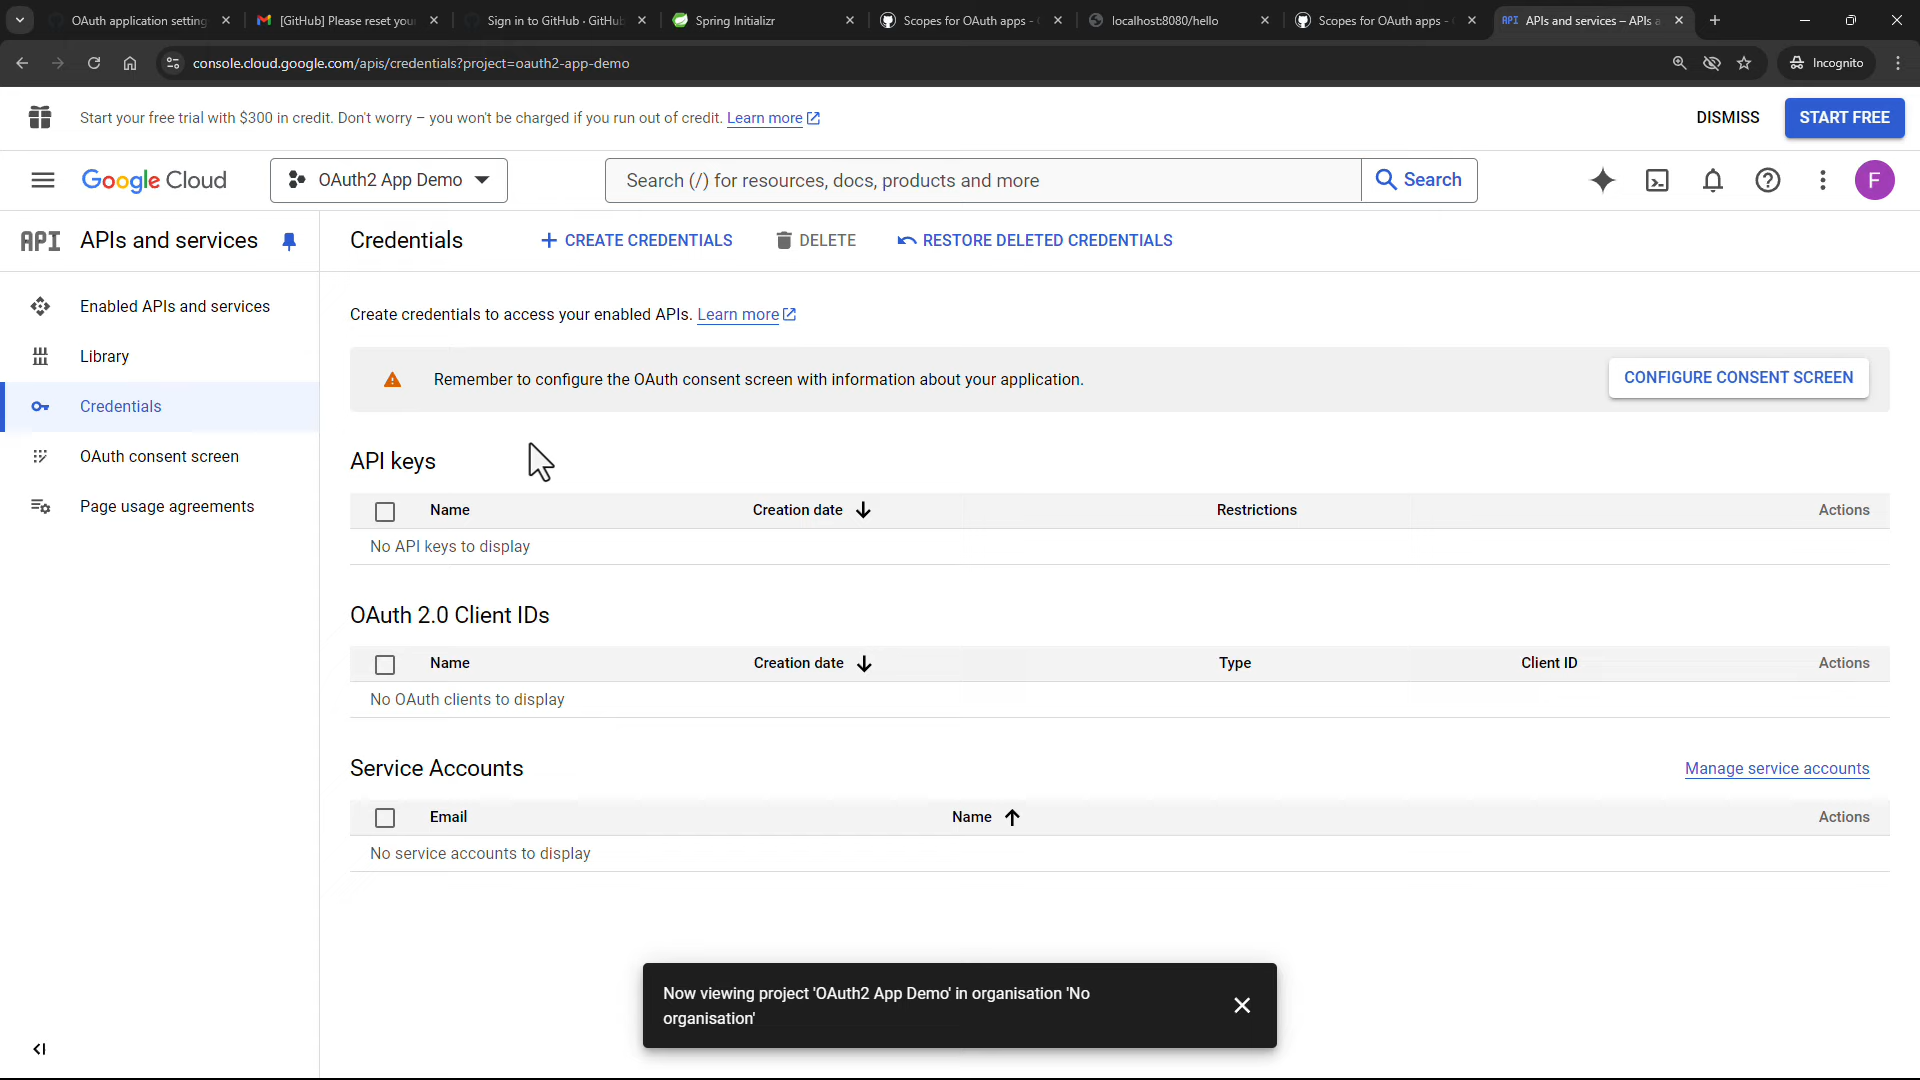 OAuth application setting
[GitHub] Please reset you
Sign in to GitHub · GitHub
Spring Initializr
Scopes for OAuth apps -
localhost:8080/hello
Scopes for OAuth apps -
API APIs and services – APIs a
console.cloud.google.com/apis/credentials?project=oauth2-app-demo
Incognito
Start your free trial with $300 in credit. Don't worry – you won't be charged if you run out of credit. Learn more
DISMISS
START FREE
Google Cloud
OAuth2 App Demo
Search (/) for resources, docs, products and more
Search
F
API APIs and services
Credentials
CREATE CREDENTIALS
DELETE
RESTORE DELETED CREDENTIALS
Enabled APIs and services
Library
Credentials
OAuth consent screen
Page usage agreements
Create credentials to access your enabled APIs. Learn more
Remember to configure the OAuth consent screen with information about your application.
CONFIGURE CONSENT SCREEN
API keys
Name Creation date Restrictions Actions
No API keys to display
OAuth 2.0 Client IDs
Name Creation date Type Client ID Actions
No OAuth clients to display
Service Accounts
Manage service accounts
Email Name Actions
No service accounts to display
Now viewing project 'OAuth2 App Demo' in organisation 'No
organisation'